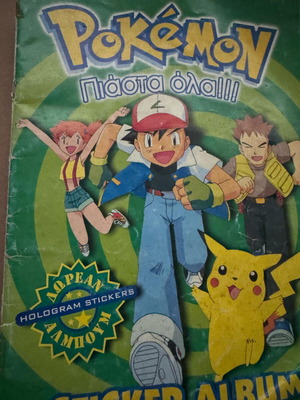 POKéMON
Πιάστα όλα!!!
ΔΩΡΕΑΝ
HOLOGRAM STICKERS
ΑΛΜΠΟΥΜ
STICKER ALBUM